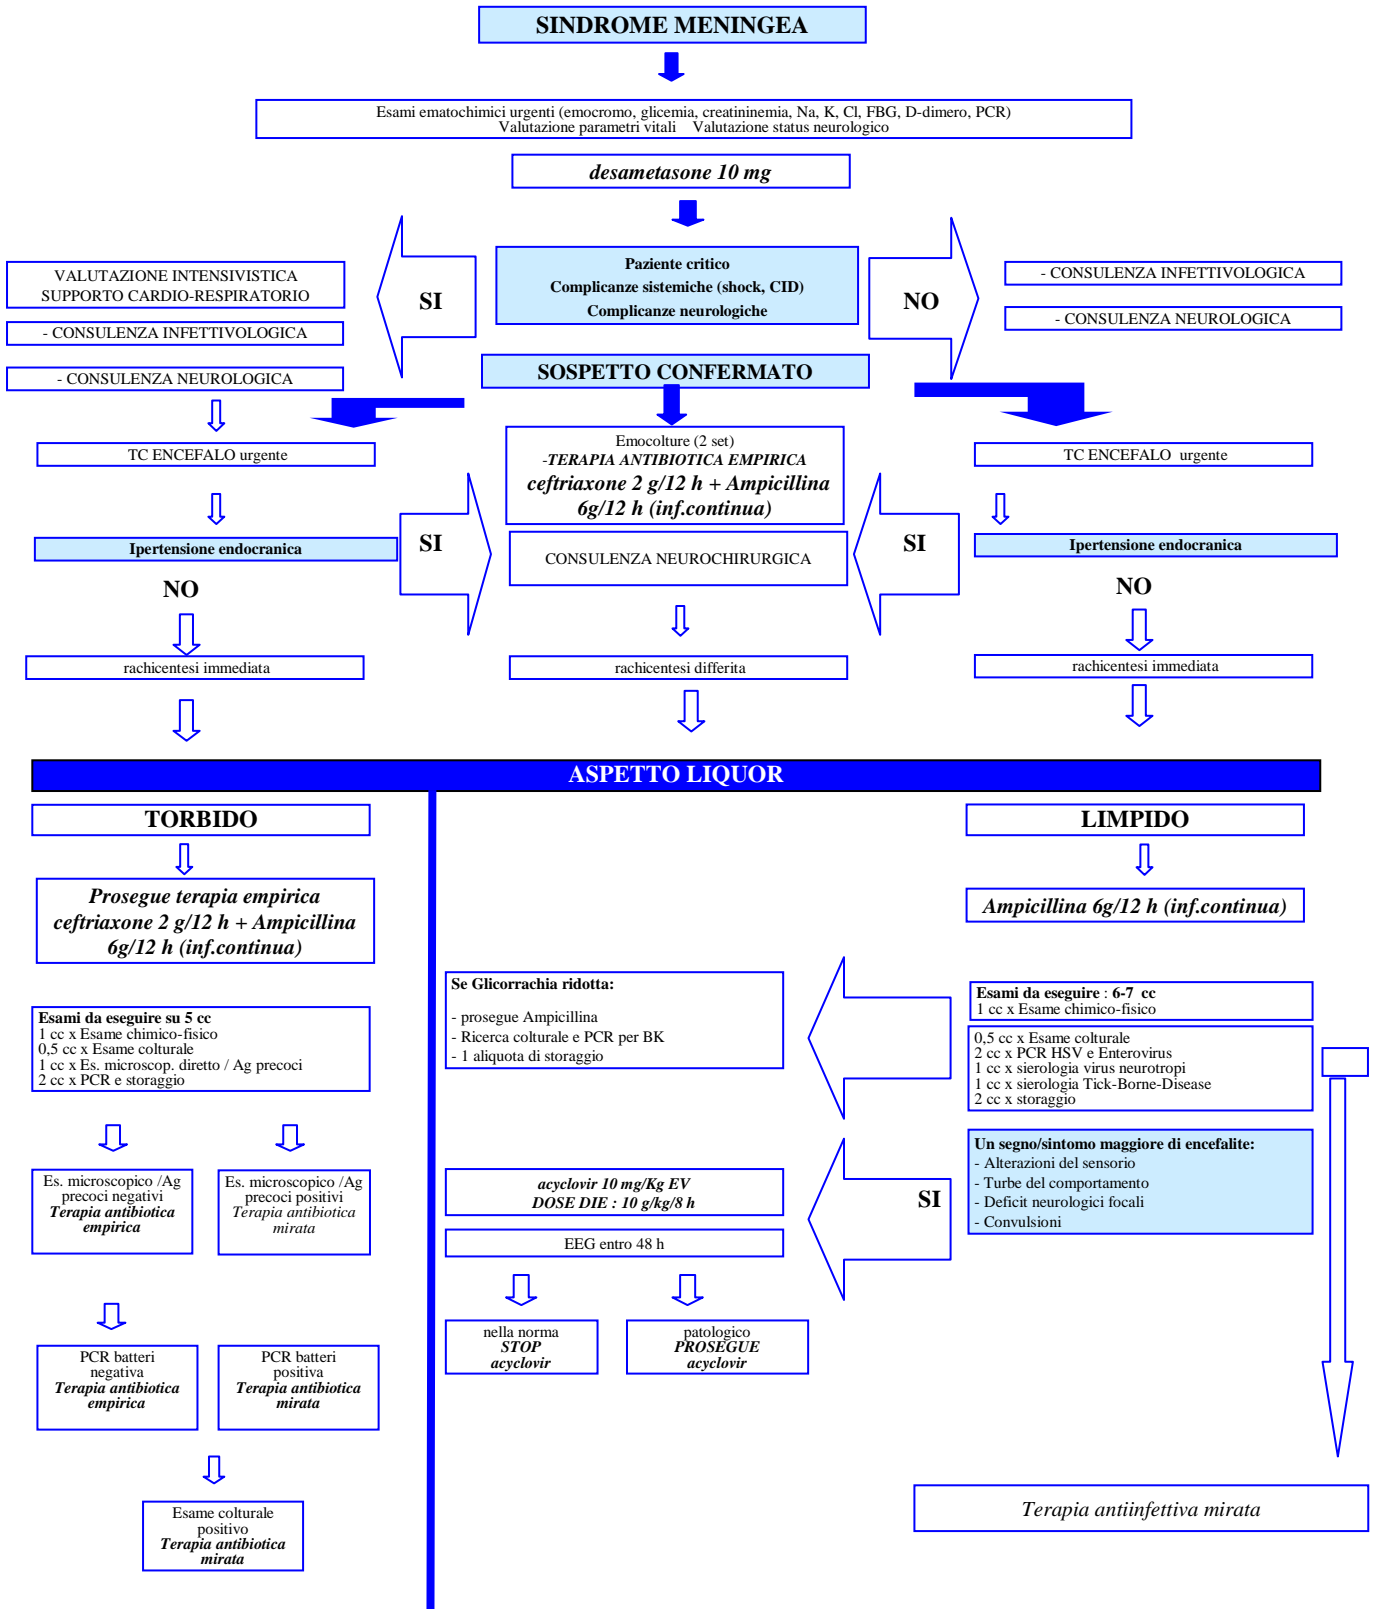 SINDROME MENINGEA
Esami ematochimici urgenti (emocromo, glicemia, creatininemia, Na, K, Cl, FBG, D-dimero, PCR)
Valutazione parametri vitali    Valutazione status neurologico
desametasone 10 mg
Paziente critico
Complicanze sistemiche (shock, CID)
Complicanze neurologiche
SI
NO
VALUTAZIONE INTENSIVISTICA
SUPPORTO CARDIO-RESPIRATORIO
- CONSULENZA INFETTIVOLOGICA
- CONSULENZA NEUROLOGICA
- CONSULENZA INFETTIVOLOGICA
- CONSULENZA NEUROLOGICA
SOSPETTO CONFERMATO
TC ENCEFALO urgente
Emocolture (2 set)
-TERAPIA ANTIBIOTICA EMPIRICA
ceftriaxone 2 g/12 h + Ampicillina
6g/12 h (inf.continua)
TC ENCEFALO  urgente
Ipertensione endocranica
SI
CONSULENZA NEUROCHIRURGICA
SI
Ipertensione endocranica
NO
NO
rachicentesi immediata
rachicentesi differita
rachicentesi immediata
ASPETTO LIQUOR
TORBIDO
Prosegue terapia empirica
ceftriaxone 2 g/12 h + Ampicillina
6g/12 h (inf.continua)
Esami da eseguire su 5 cc
1 cc x Esame chimico-fisico
0,5 cc x Esame colturale
1 cc x Es. microscop. diretto / Ag precoci
2 cc x PCR e storaggio
Es. microscopico /Ag
precoci negativi
Terapia antibiotica
empirica
Es. microscopico /Ag
precoci positivi
Terapia antibiotica
mirata
PCR batteri
negativa
Terapia antibiotica
empirica
PCR batteri
positiva
Terapia antibiotica
mirata
Esame colturale
positivo
Terapia antibiotica
mirata
LIMPIDO
Ampicillina 6g/12 h (inf.continua)
Esami da eseguire : 6-7  cc
1 cc x Esame chimico-fisico
0,5 cc x Esame colturale
2 cc x PCR HSV e Enterovirus
1 cc x sierologia virus neurotropi
1 cc x sierologia Tick-Borne-Disease
2 cc x storaggio
Se Glicorrachia ridotta:
- prosegue Ampicillina
- Ricerca colturale e PCR per BK
- 1 aliquota di storaggio
Un segno/sintomo maggiore di encefalite:
- Alterazioni del sensorio
- Turbe del comportamento
- Deficit neurologici focali
- Convulsioni
SI
acyclovir 10 mg/Kg EV
DOSE DIE : 10 g/kg/8 h
EEG entro 48 h
nella norma
STOP
acyclovir
patologico
PROSEGUE
acyclovir
Terapia antiinfettiva mirata